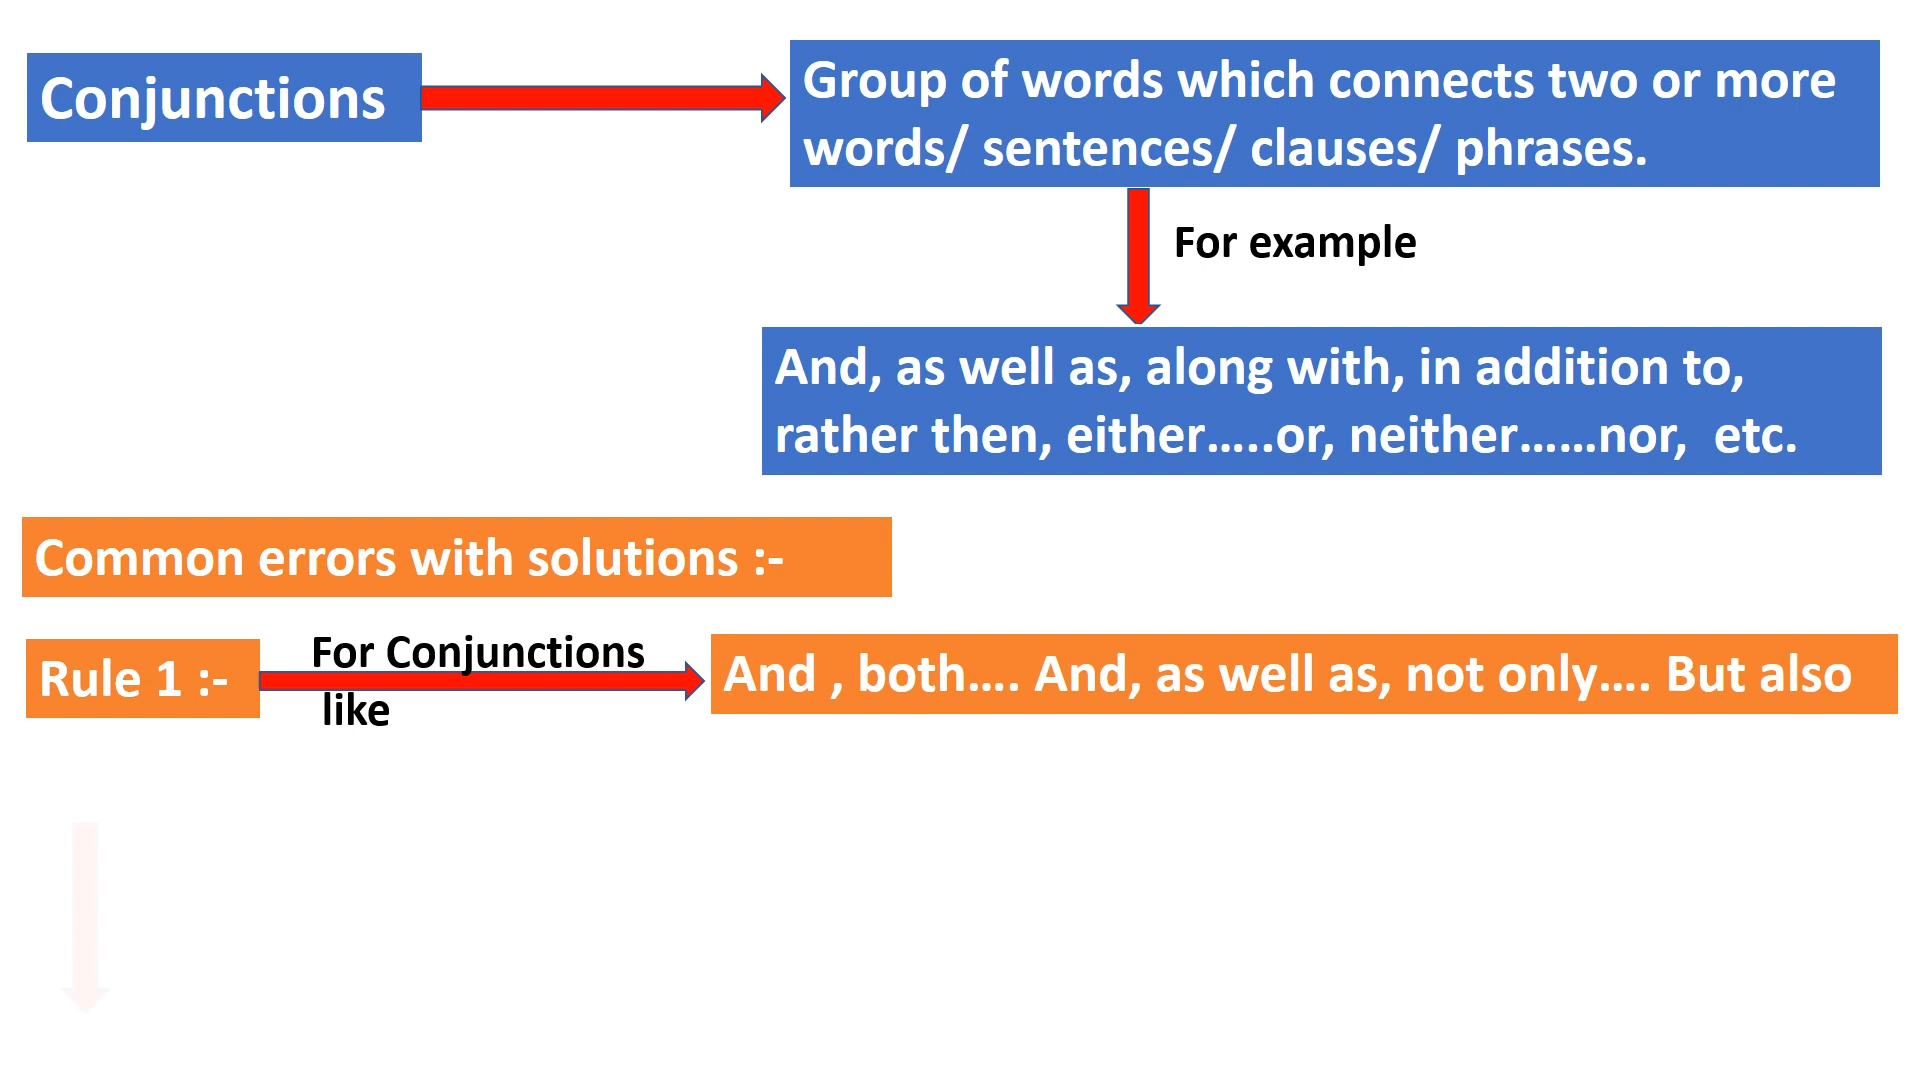 Conjunctions
Group of words which connects two or more
words/ sentences/ clauses/ phrases.
For example
And, as well as, along with, in addition to,
rather then, either.....or, neither......nor,  etc.
Common errors with solutions :-
Rule 1 :-
For Conjunctions
like
And , both.... And, as well as, not only.... But also